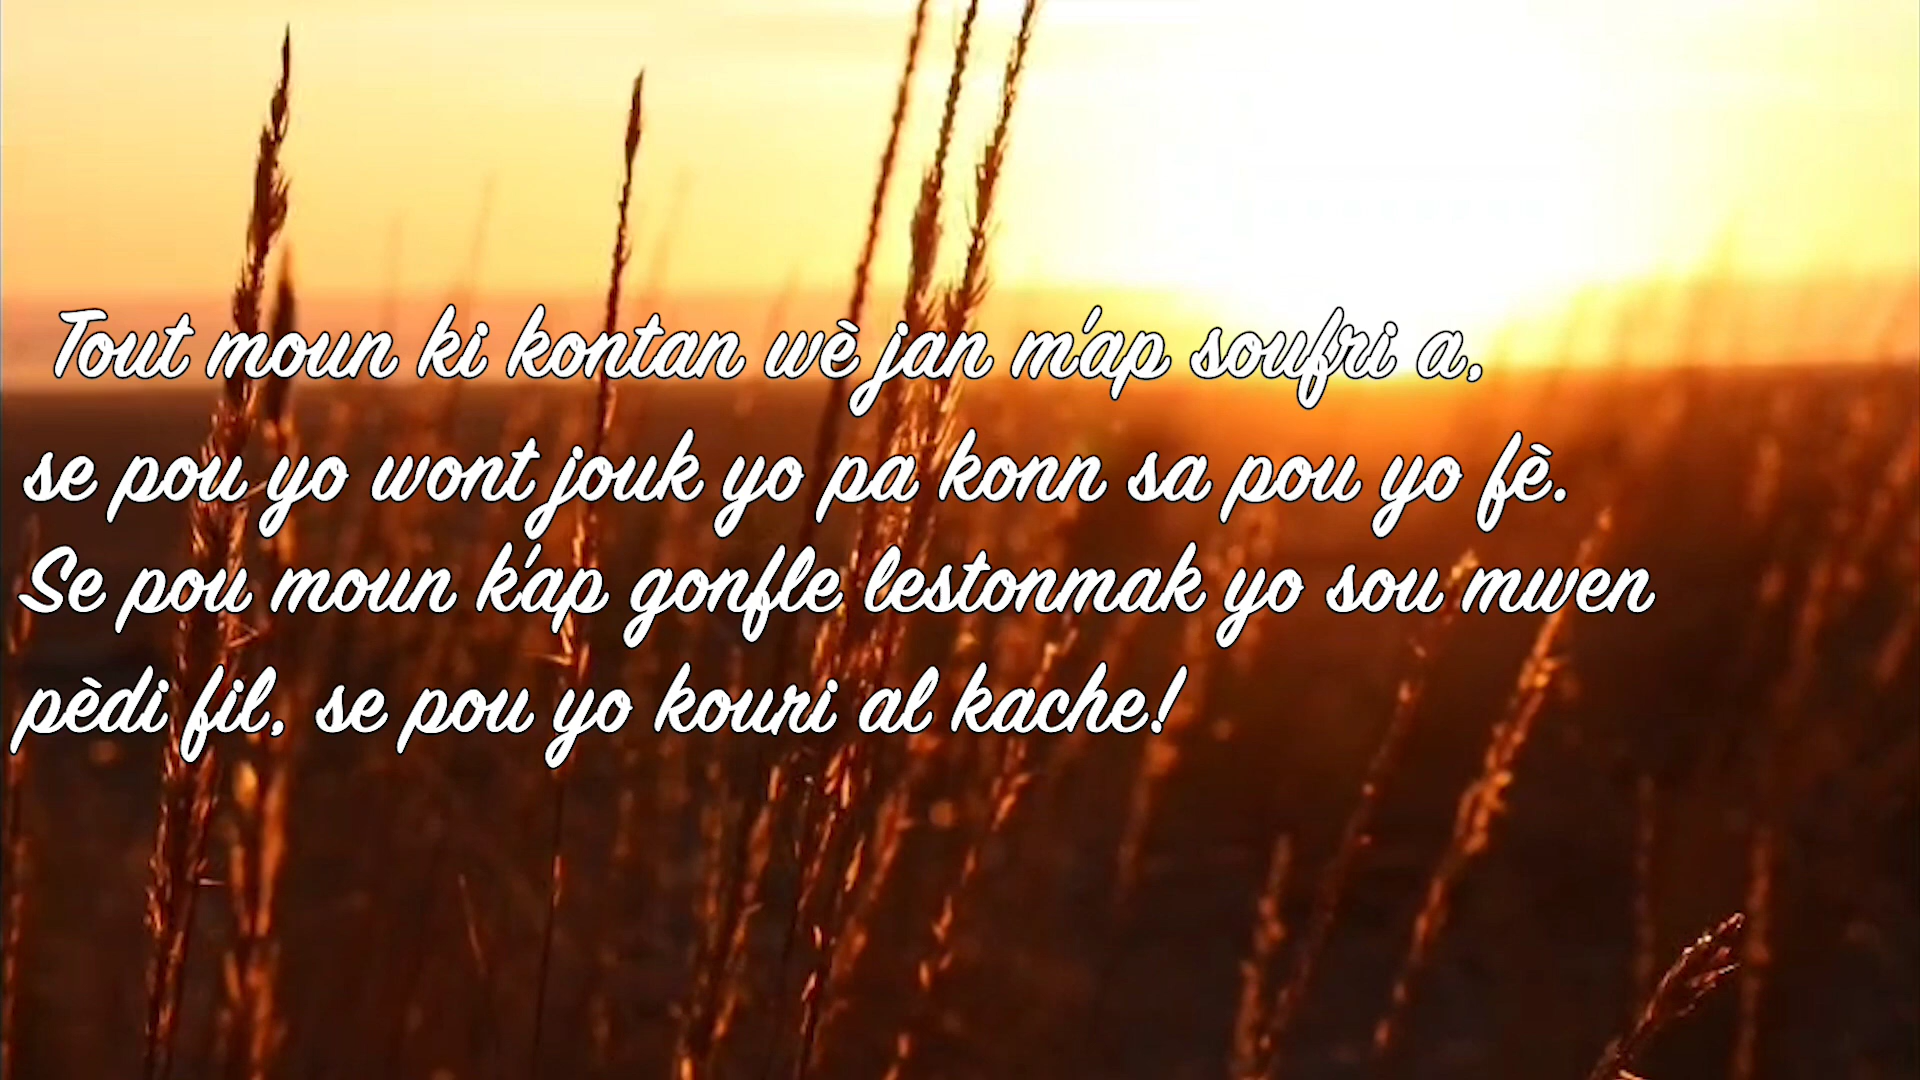 Tout moun ki kontan wè jan m'ap soufri a,
se pou yo wont jouk yo pa konn sa pou yo fè.
Se pou moun k'ap gonfle lestonmak yo sou mwen
pèdi fil, se pou yo kouri al kache!